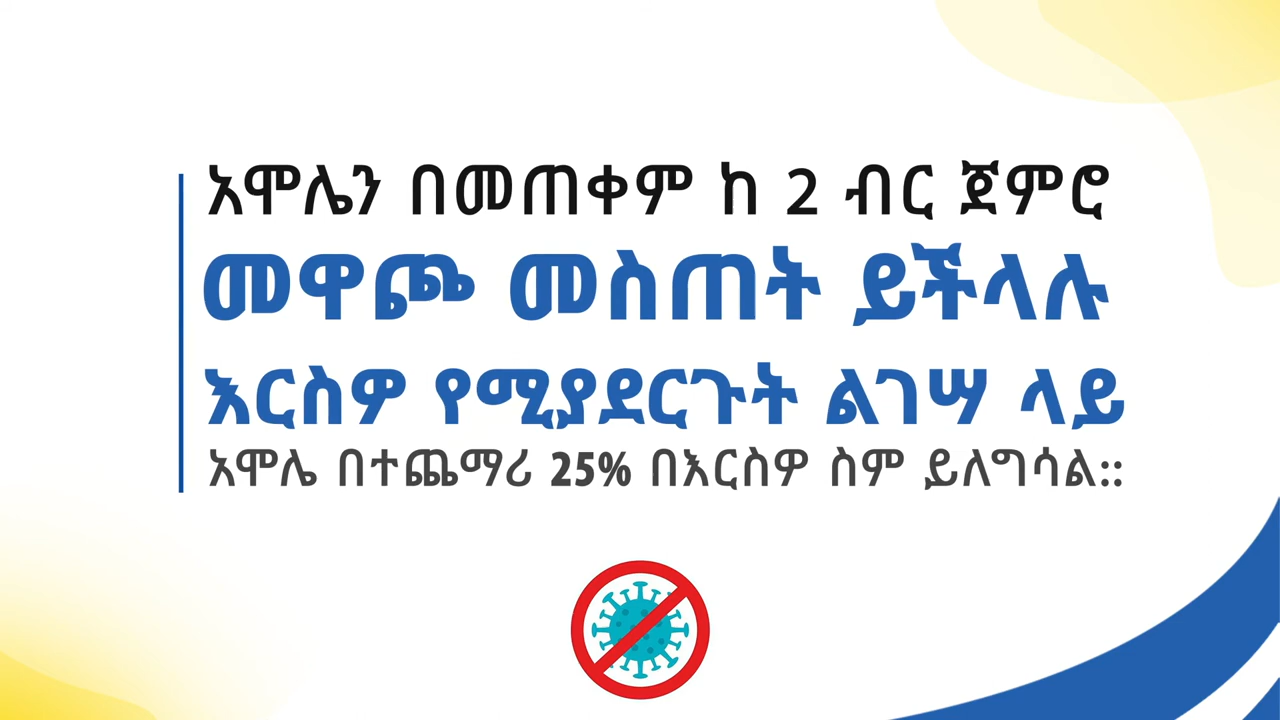 አሞሌን በመጠቀም ከ 2 ብር ጀምሮ
መዋጮ መስጠት ይችላሉ
እርስዎ የሚያደርጉት ልገሣ ላይ
አሞሌ በተጨማሪ 25% በእርስዎ ስም ይለግሳል፡፡